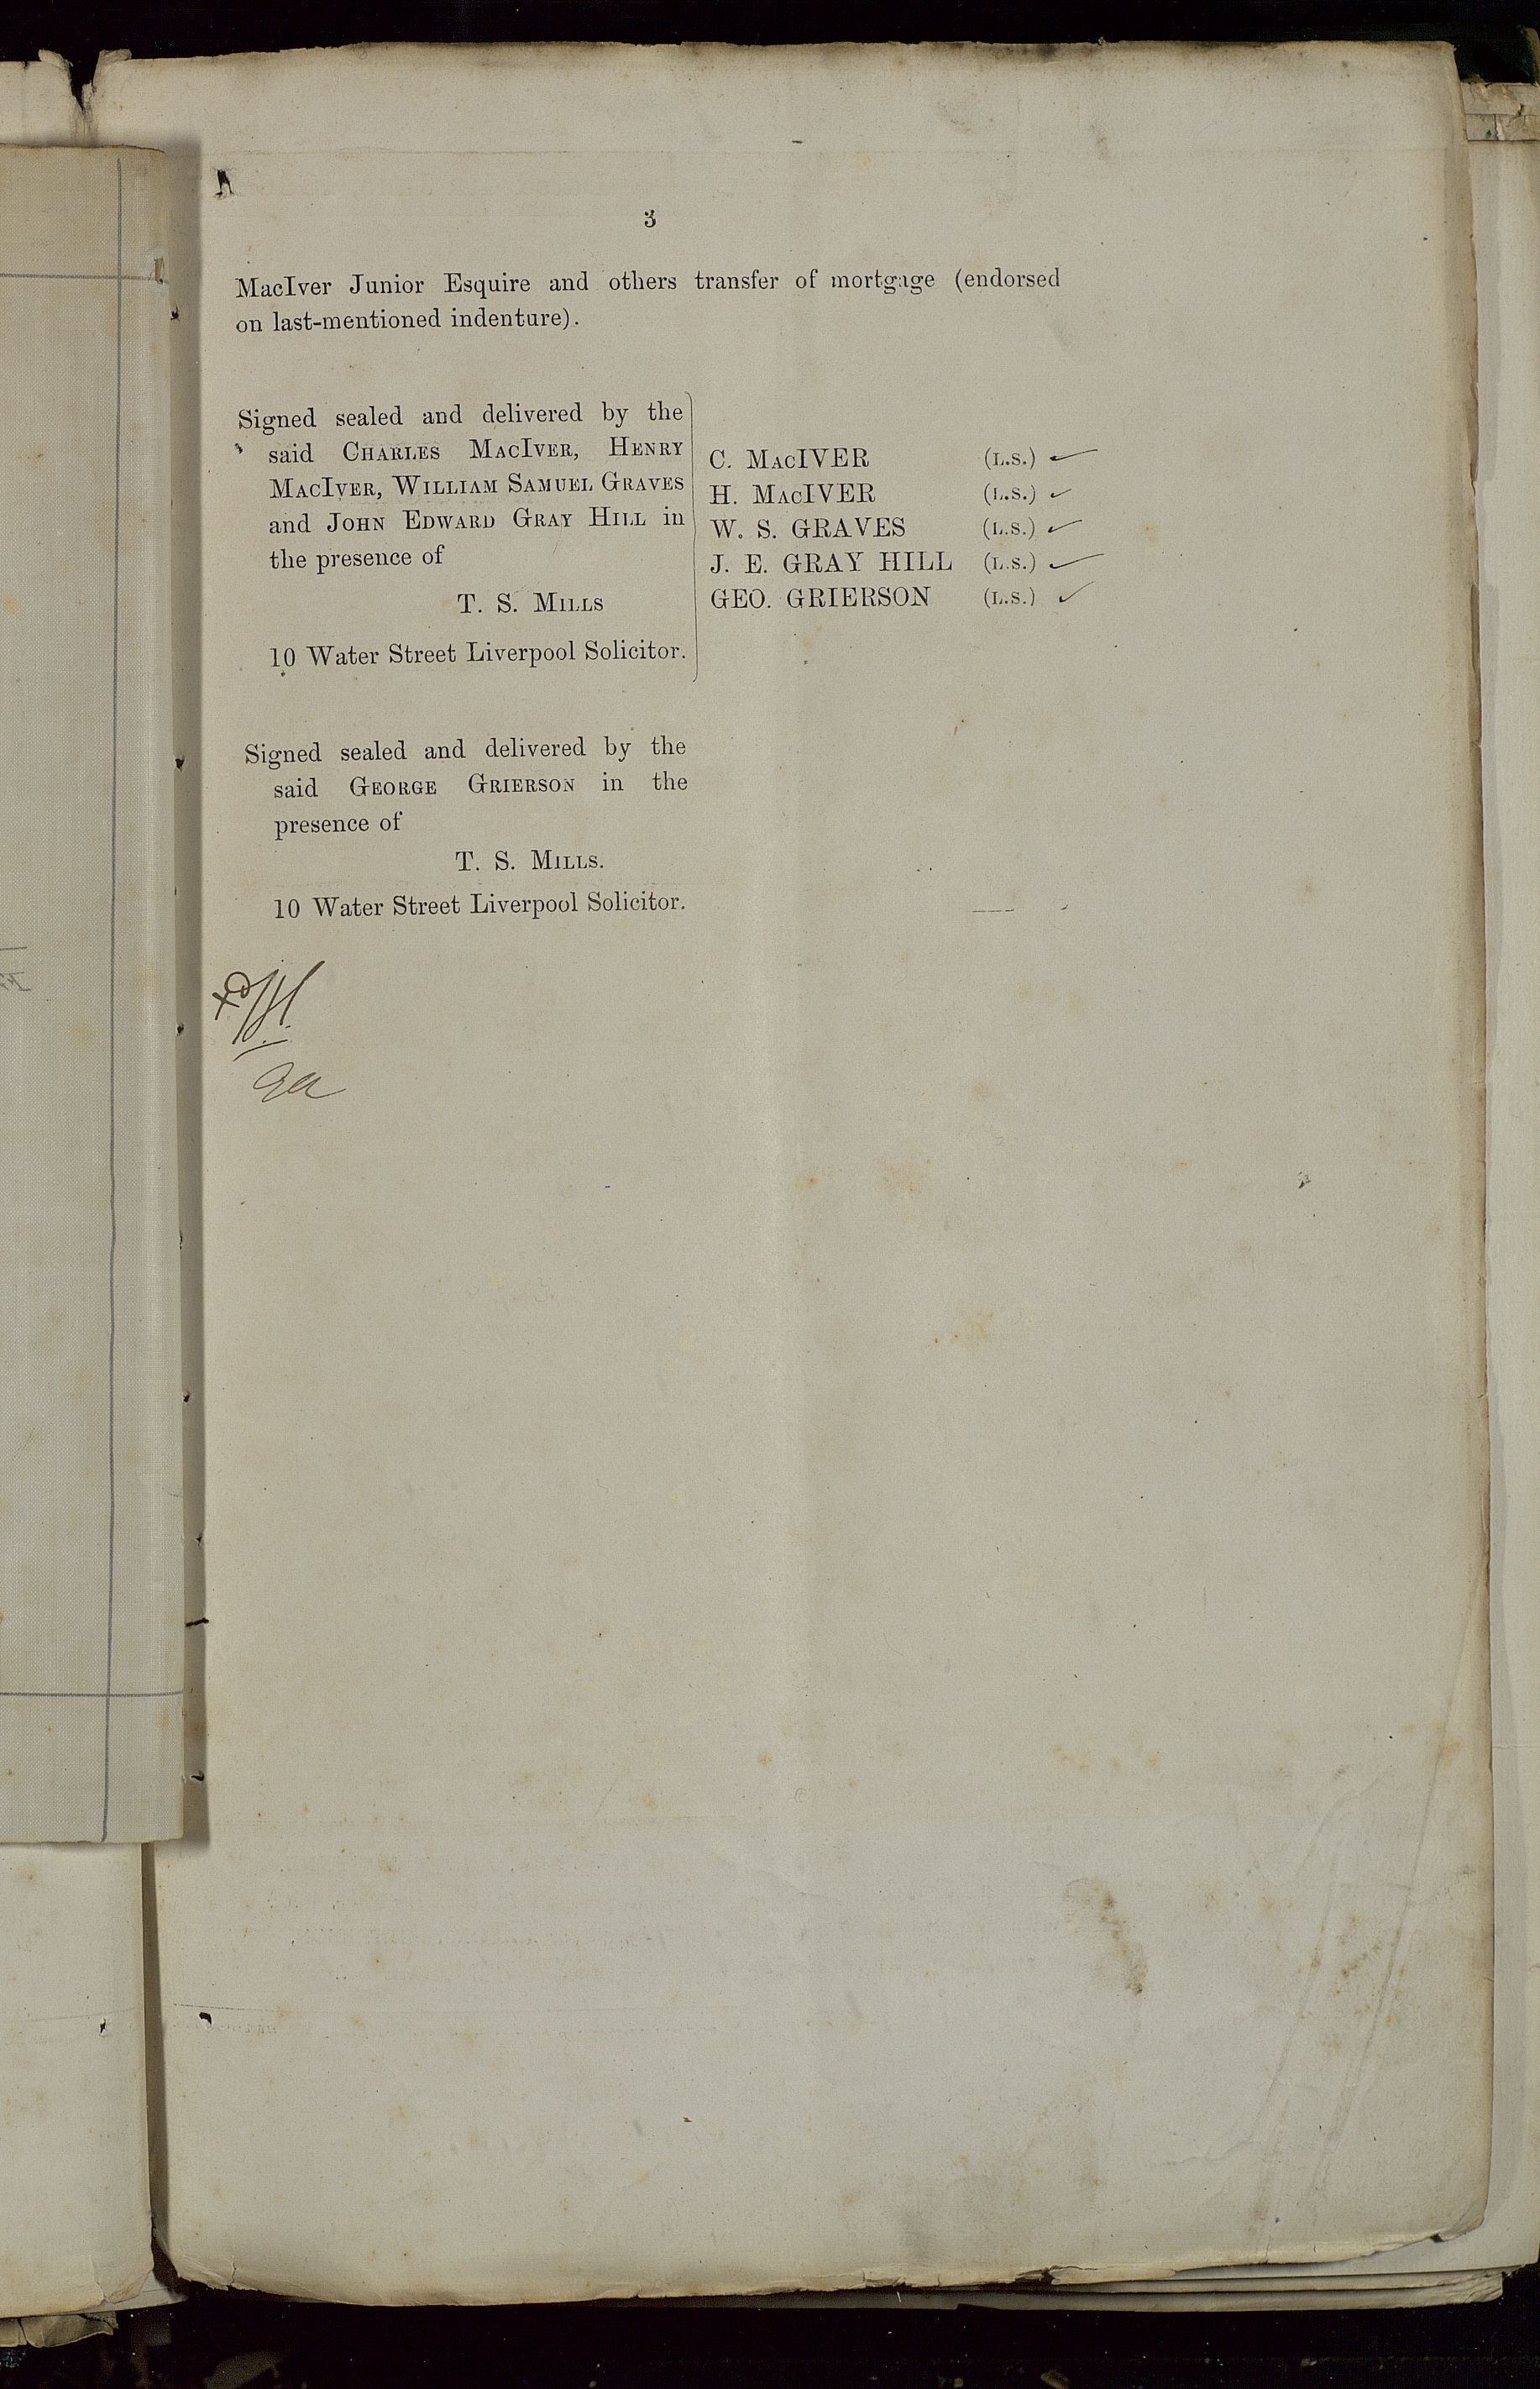 3
MacIver Junior Esquire and others transfer of mortgage (endorsed
on last-mentioned indenture).
Signed sealed and delivered by the
said CHARLES MACIVER, HENRY
MACIVER, WILLIAM SAMUEL GRAVES
and JOHN EDWARD GRAY HILL in
the presence of
T. S. MILLS
10 Water Street Liverpool Solicitor.
C. MACIVER (L.S.)
H. MACIVER (L.S.)
W. S. GRAVES (L.S.)
J. E. GRAY HILL (L.S.)
GEO. GRIERSON (L.S.)
Signed sealed and delivered by the
said GEORGE GRIERSON in the
presence of
T. S. MILLS.
10 Water Street Liverpool Solicitor.